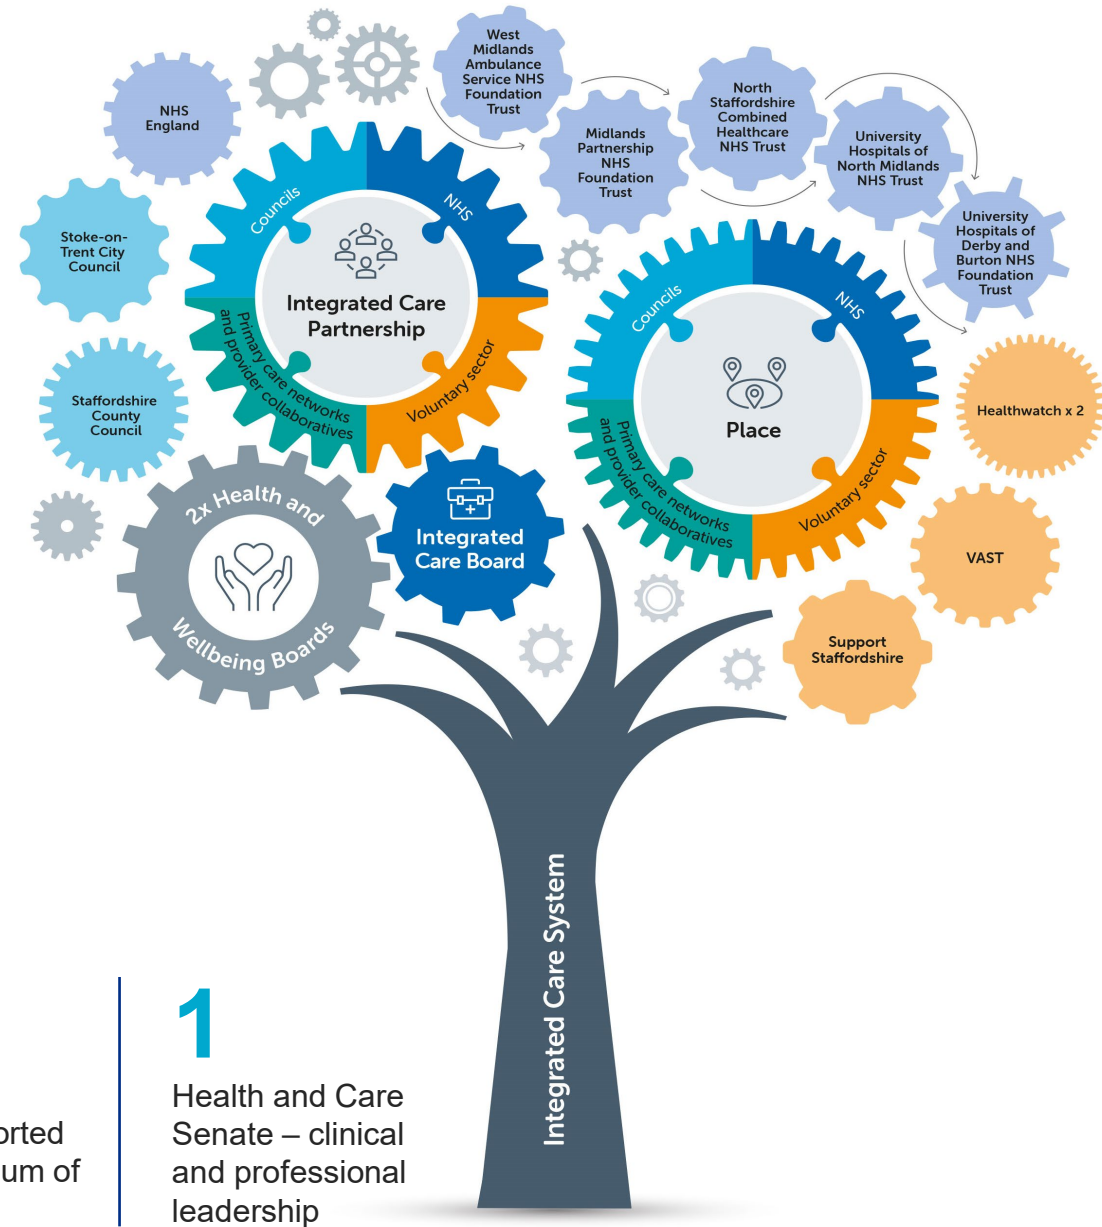 West
Midlands
Ambulance
Service NHS
Foundation
Trust
NHS
England
Midlands
Partnership
NHS
Foundation
Trust
North
Staffordshire
Combined
Healthcare
NHS Trust
University
Hospitals of
North Midlands
NHS Trust
University
Hospitals of
Derby and
Burton NHS
Foundation
Trust
Stoke-on-
Trent City
Council
Staffordshire
County
Council
Councils
NHS
Integrated Care
Partnership
Primary care networks
and provider collaboratives
Voluntary sector
Councils
NHS
Place
Primary care networks
and provider collaboratives
Voluntary sector
Healthwatch x 2
VAST
Support
Staffordshire
2x Health and
Wellbeing Boards
Integrated
Care Board
Integrated Care System
orted
um of
1
Health and Care
Senate – clinical
and professional
leadership